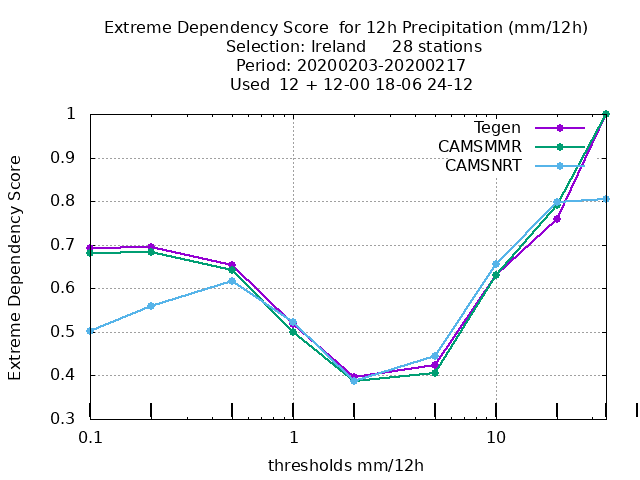 Extreme Dependency Score  for 12h Precipitation (mm/12h)
Selection: Ireland     28 stations
Period: 20200203-20200217
Used  12 + 12-00 18-06 24-12
Extreme Dependency Score
1
0.9
0.8
0.7
0.6
0.5
0.4
0.3
Tegen
CAMSMMR
CAMSNRT
0.1
1
10
thresholds mm/12h